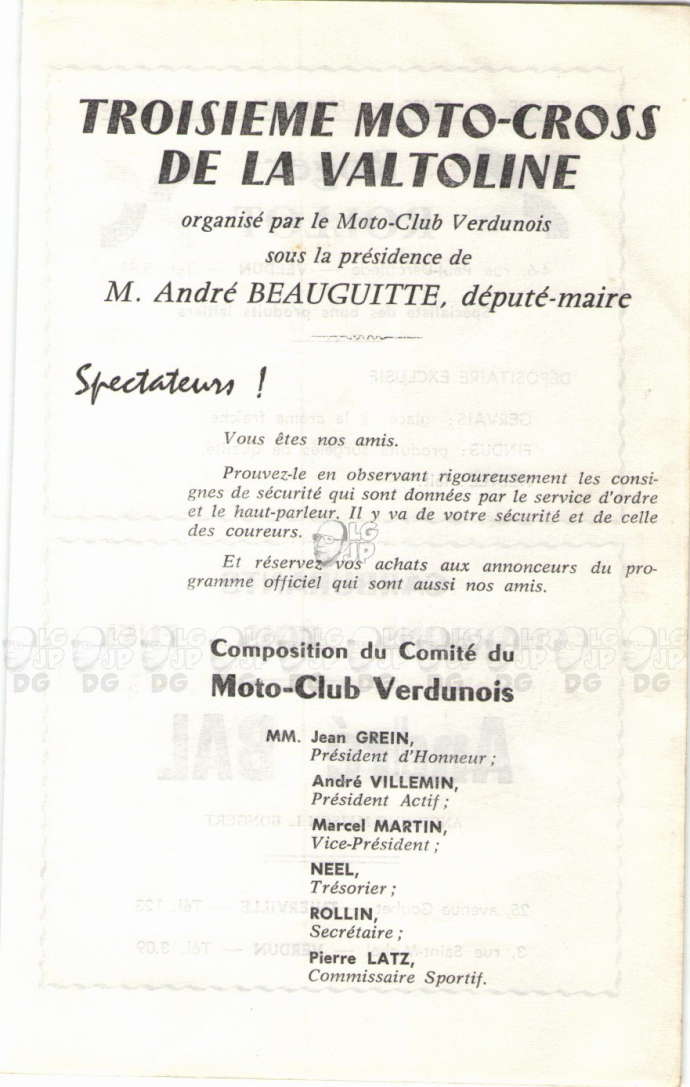 TROISIEME MOTO-CROSS
DE LA VALTOLINE
organisé par le Moto-Club Verdunois
sous la présidence de
M. André BEAUGUITTE, député-maire
Spectateurs !
Vous êtes nos amis.
Prouvez-le en observant rigoureusement les consi-
gnes de sécurité qui sont données par le service d'ordre
et le haut-parleur. Il y va de votre sécurité et de celle
des coureurs.
Et réservez vos achats aux annonceurs du pro-
gramme officiel qui sont aussi nos amis.
Composition du Comité du
Moto-Club Verdunois
MM. Jean GREIN,
Président d'Honneur ;
André VILLEMIN,
Président Actif ;
Marcel MARTIN,
Vice-Président ;
NEEL,
Trésorier ;
ROLLIN,
Secrétaire ;
Pierre LATZ,
Commissaire Sportif.